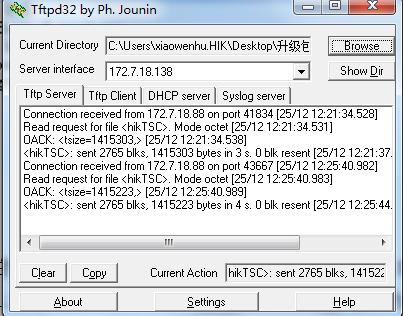 Tftpd32 by Ph. Jounin
Current Directory C:\Users\xiaowenhu.HIK\Desktop\升级包 Browse
Server interface 172.7.18.138 Show Dir
Tftp Server Tftp Client DHCP server Syslog server
Connection received from 172.7.18.88 on port 41834 [25/12 12:21:34.528]
Read request for file <hikTSC>. Mode octet [25/12 12:21:34.531]
OACK: <tsize=1415303,> [25/12 12:21:34.538]
<hikTSC>: sent 2765 blks, 1415303 bytes in 3 s. 0 blk resent [25/12 12:21:37.
Connection received from 172.7.18.88 on port 43667 [25/12 12:25:40.982]
Read request for file <hikTSC>. Mode octet [25/12 12:25:40.983]
OACK: <tsize=1415223,> [25/12 12:25:40.989]
<hikTSC>: sent 2765 blks, 1415223 bytes in 4 s. 0 blk resent [25/12 12:25:44.
Clear Copy Current Action hikTSC>: sent 2765 blks, 14152
About Settings Help